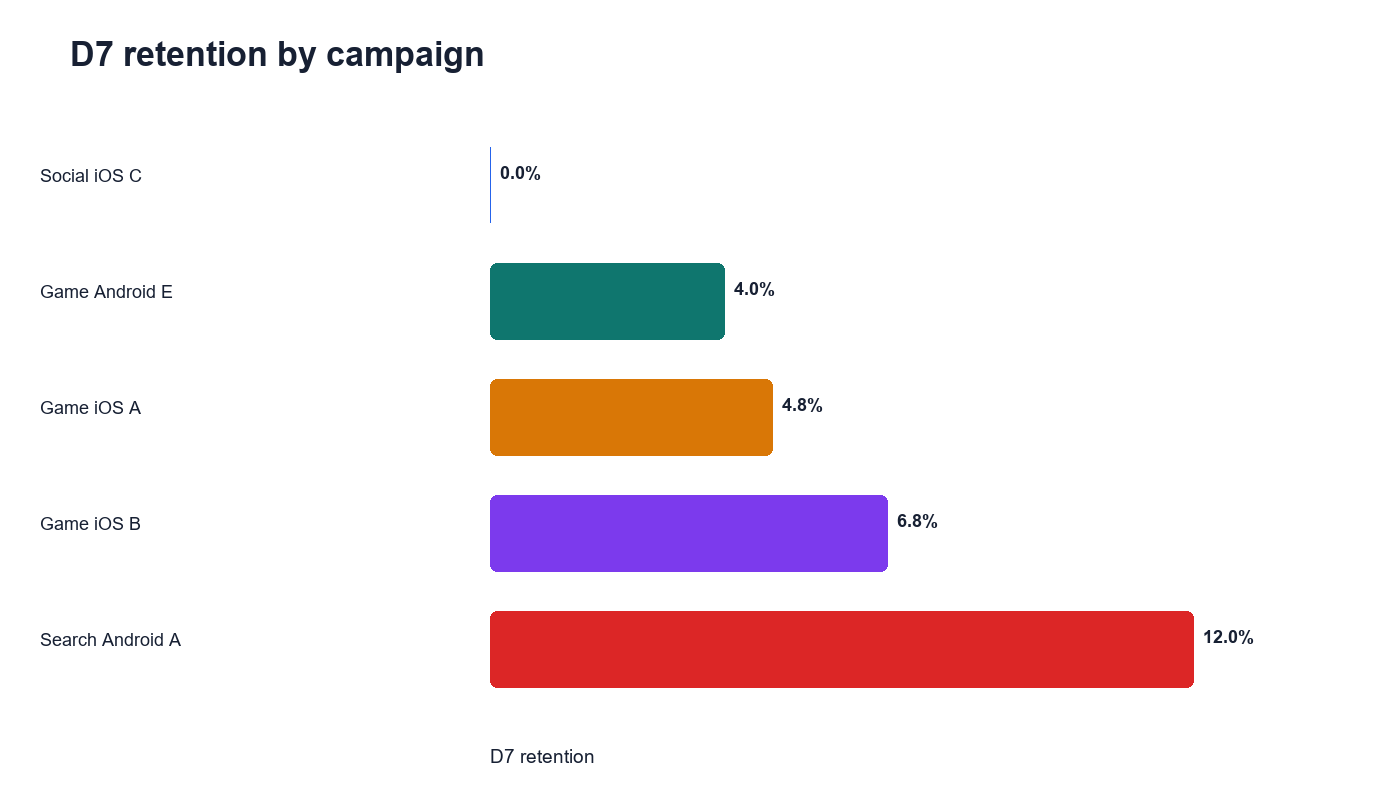 D7 retention by campaign
Social iOS C 0.0%
Game Android E 4.0%
Game iOS A 4.8%
Game iOS B 6.8%
Search Android A 12.0%
D7 retention